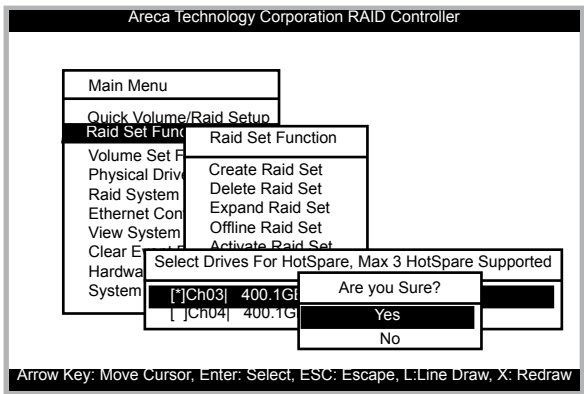 Areca Technology Corporation RAID Controller
Main Menu
Quick Volume/Raid Setup
Raid Set Func
Volume Set F
Physical Drive
Raid System
Ethernet Con
View System
Clear Event
Hardwa
System
Raid Set Function
Create Raid Set
Delete Raid Set
Expand Raid Set
Offline Raid Set
Activate Raid Set
Select Drives For HotSpare, Max 3 HotSpare Supported
[*]Ch03| 400.1GB
[ ]Ch04| 400.1G
Are you Sure?
Yes
No
Arrow Key: Move Cursor, Enter: Select, ESC: Escape, L:Line Draw, X: Redraw